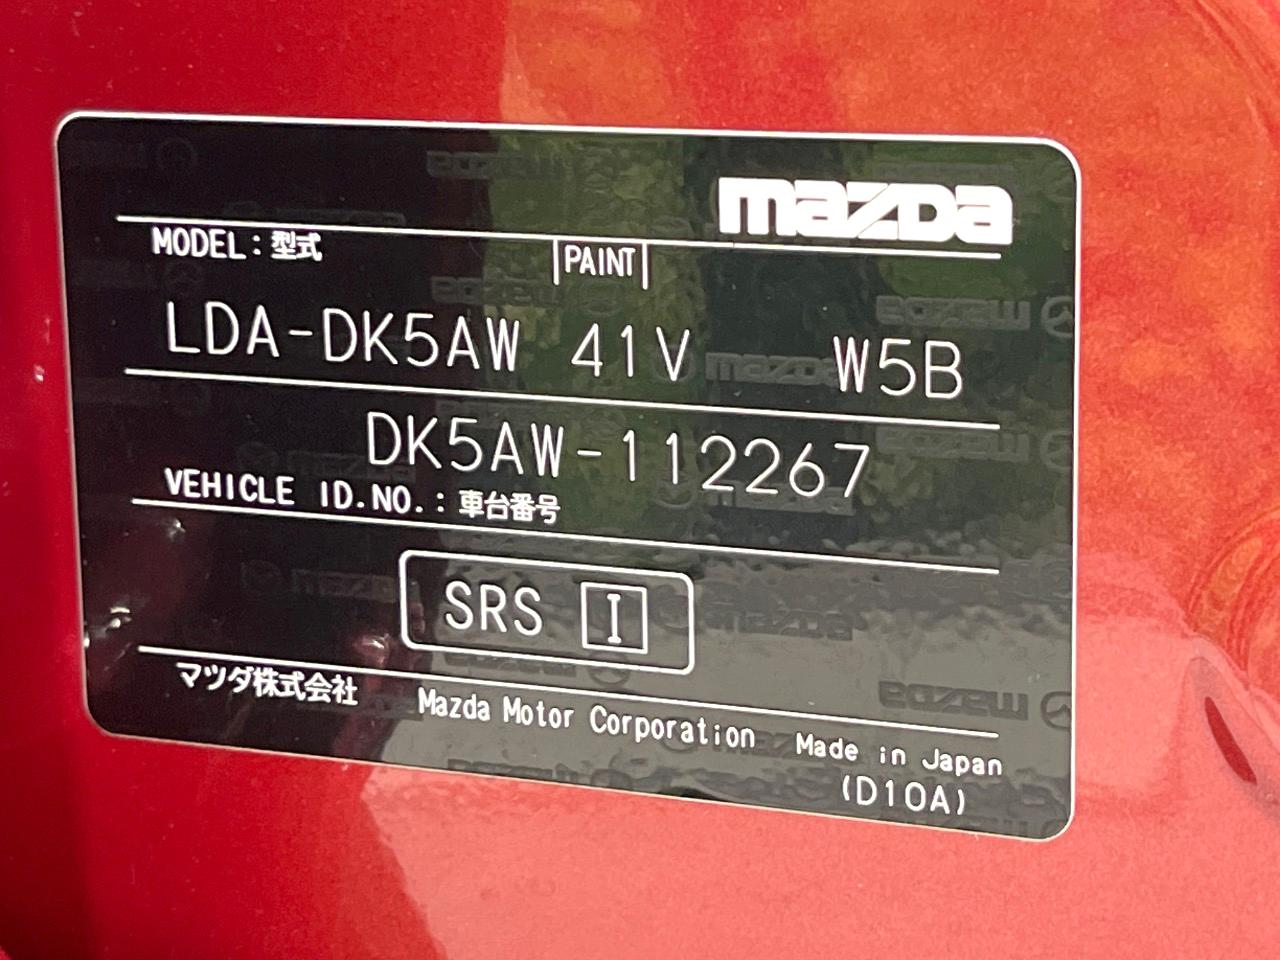 mazda
MODEL: 型式 PAINT
LDA-DK5AW 41V W5B
DK5AW-112267
VEHICLE ID.NO.: 車台番号
SRS I
マツダ株式会社 Mazda Motor Corporation Made in Japan
(D10A)